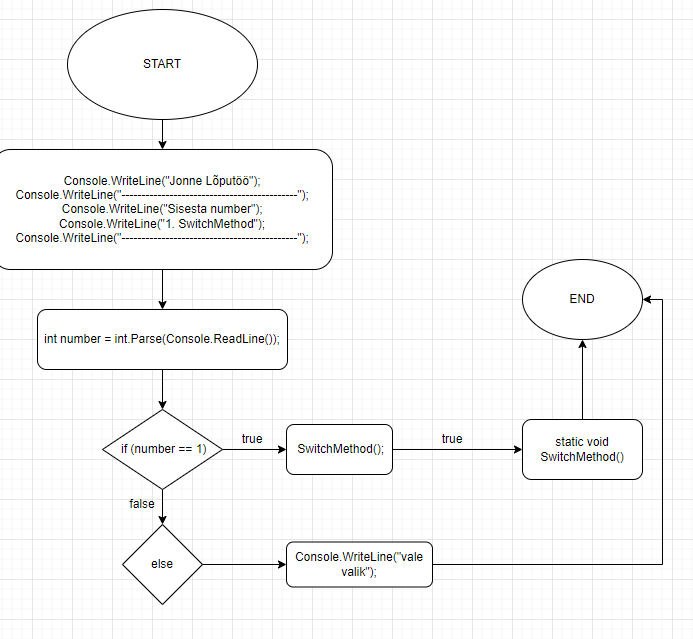 START
Console.WriteLine("Jonne Lõputöö");
Console.WriteLine("--------------------------------------------");
Console.WriteLine("Sisesta number");
Console.WriteLine("1. SwitchMethod");
Console.WriteLine("--------------------------------------------");
END
int number = int.Parse(Console.ReadLine());
if (number == 1)
true
SwitchMethod();
true
static void
SwitchMethod()
false
else
Console.WriteLine("vale
valik");